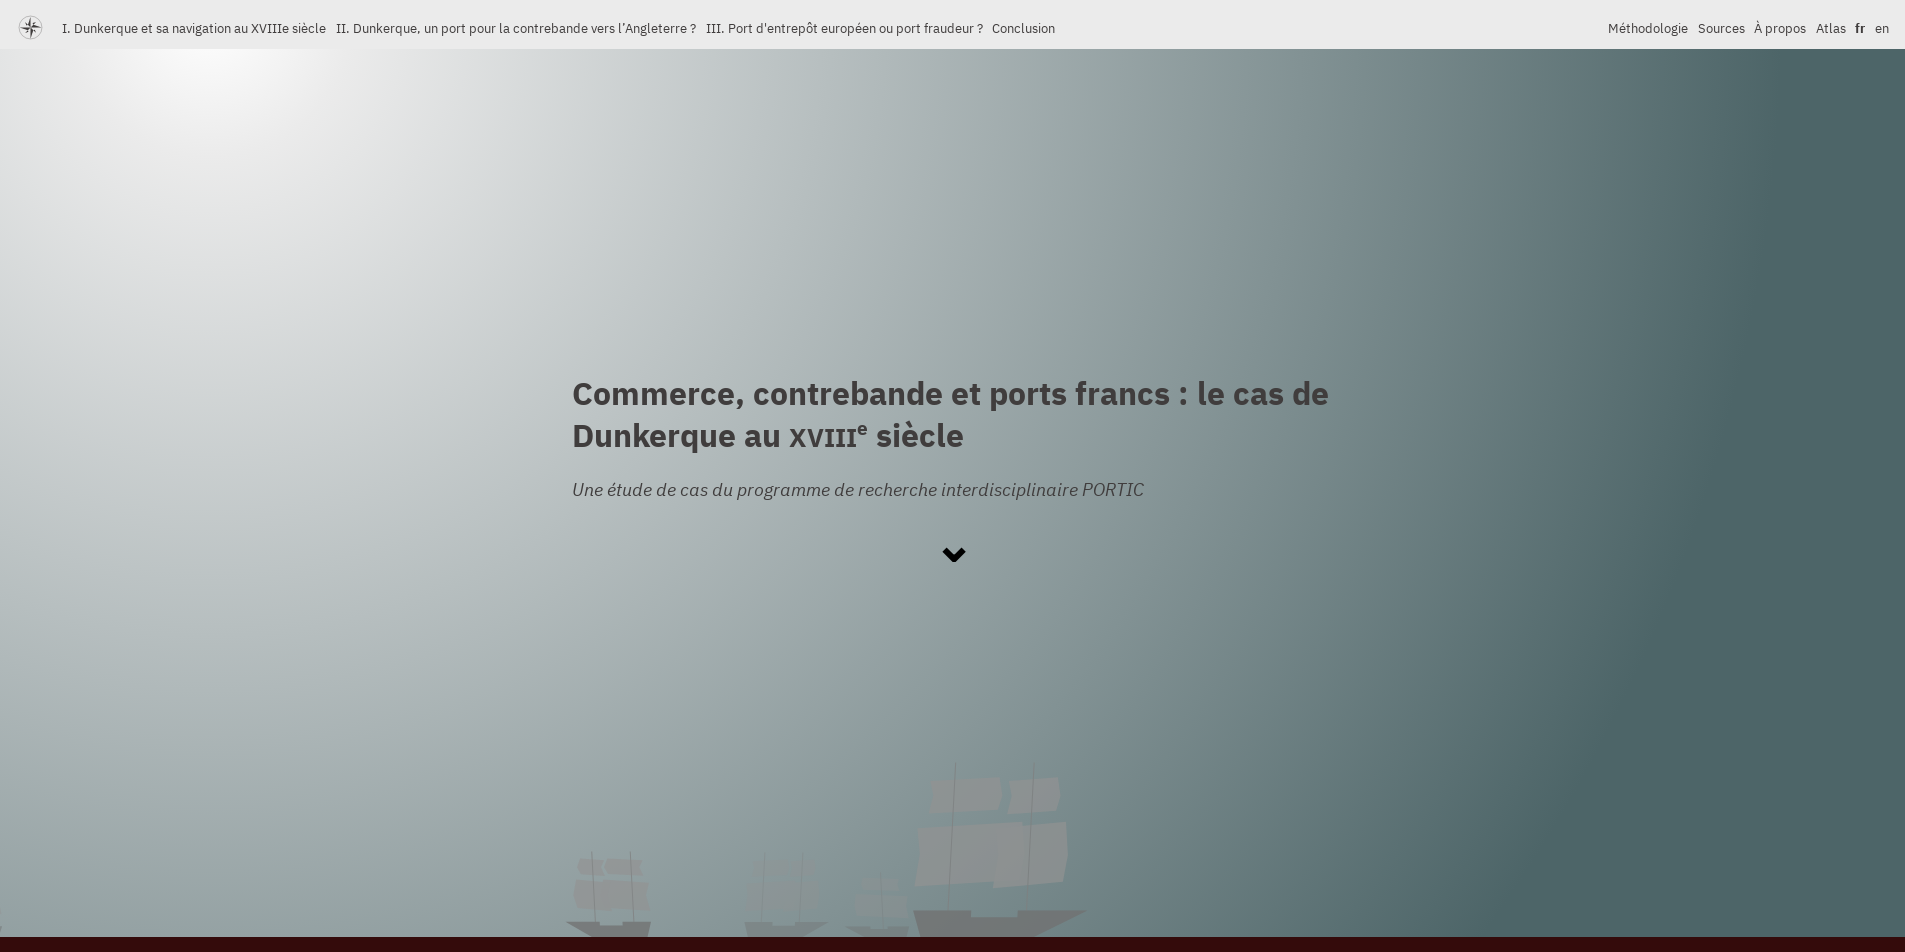 I. Dunkerque et sa navigation au XVIIIe siècle II. Dunkerque, un port pour la contrebande vers l’Angleterre ? III. Port d'entrepôt européen ou port fraudeur ? Conclusion Méthodologie Sources À propos Atlas fr en
Commerce, contrebande et ports francs : le cas de
Dunkerque au XVIIIe siècle
Une étude de cas du programme de recherche interdisciplinaire PORTIC